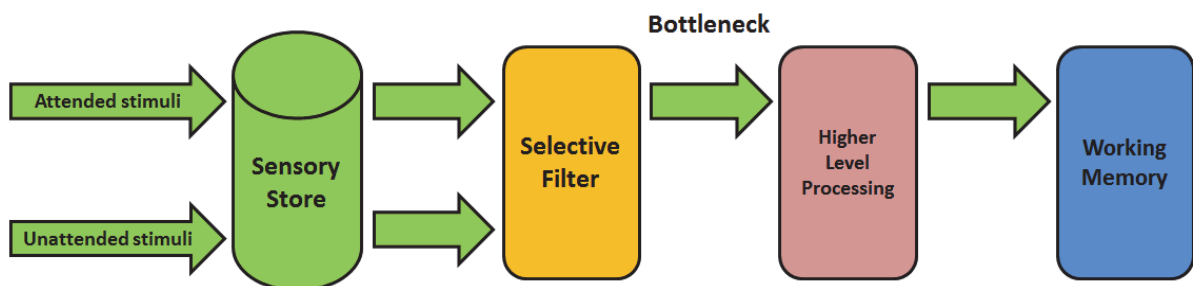 Bottleneck
Attended stimuli
Unattended stimuli
Sensory
Store
Selective
Filter
Higher
Level
Processing
Working
Memory